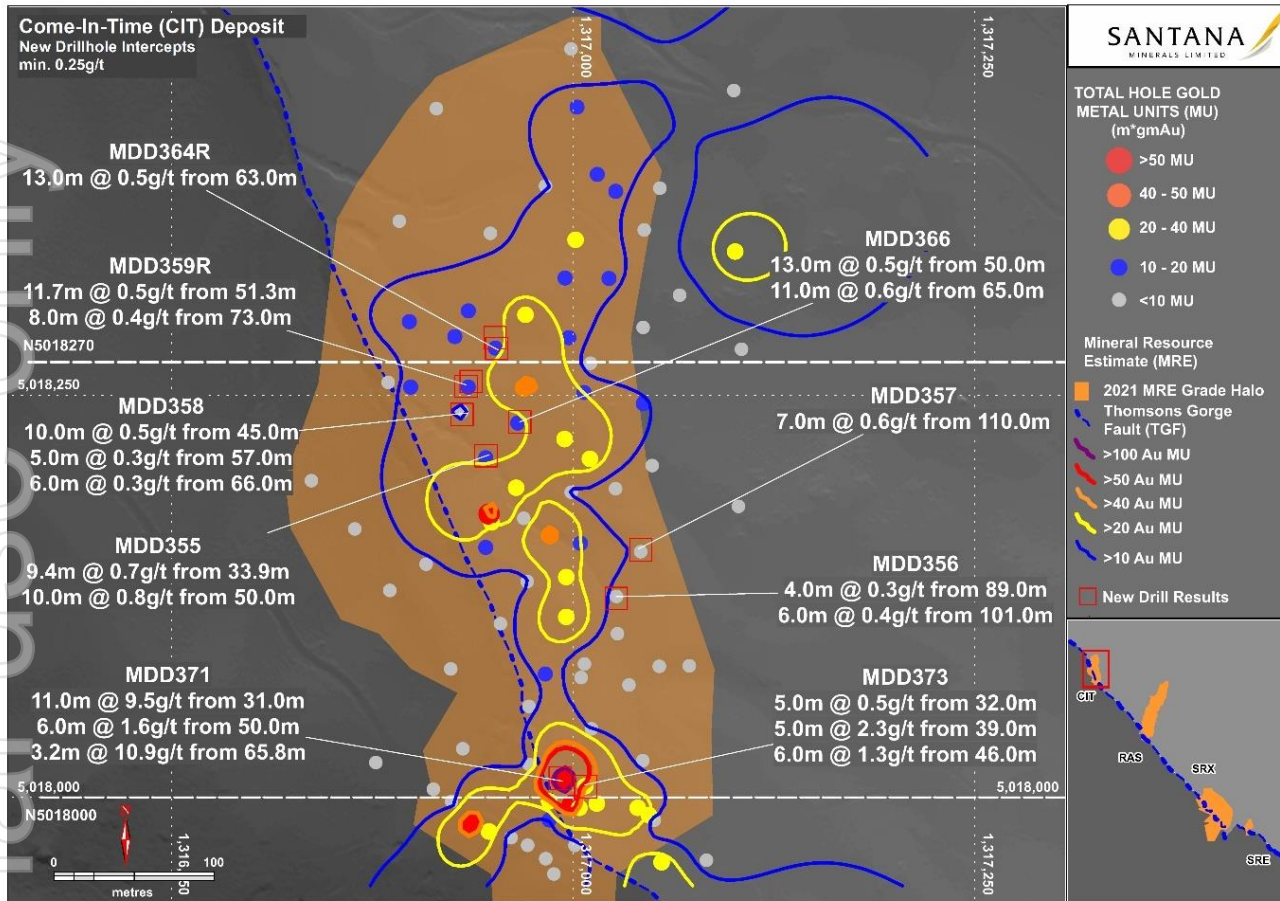 Come-In-Time (CIT) Deposit
New Drillhole Intercepts
min. 0.25g/t
1,317,000
1,317,250
MDD364R
13.0m @ 0.5g/t from 63.0m
MDD359R
11.7m @ 0.5g/t from 51.3m
8.0m @ 0.4g/t from 73.0m
MDD366
13.0m @ 0.5g/t from 50.0m
11.0m @ 0.6g/t from 65.0m
N5018270
5,018,250
MDD358
10.0m @ 0.5g/t from 45.0m
5.0m @ 0.3g/t from 57.0m
6.0m @ 0.3g/t from 66.0m
MDD357
7.0m @ 0.6g/t from 110.0m
MDD355
9.4m @ 0.7g/t from 33.9m
10.0m @ 0.8g/t from 50.0m
MDD356
4.0m @ 0.3g/t from 89.0m
6.0m @ 0.4g/t from 101.0m
MDD371
11.0m @ 9.5g/t from 31.0m
6.0m @ 1.6g/t from 50.0m
3.2m @ 10.9g/t from 65.8m
MDD373
5.0m @ 0.5g/t from 32.0m
5.0m @ 2.3g/t from 39.0m
6.0m @ 1.3g/t from 46.0m
5,018,000
5,018,000
N5018000
0 100
metres
1,317,000
1,317,250
SANTANA
MINERALS LIMITED
TOTAL HOLE GOLD
METAL UNITS (MU)
(m*gmAu)
>50 MU
40 - 50 MU
20 - 40 MU
10 - 20 MU
<10 MU
Mineral Resource
Estimate (MRE)
2021 MRE Grade Halo
Thomsons Gorge
Fault (TGF)
>100 Au MU
>50 Au MU
>40 Au MU
>20 Au MU
>10 Au MU
New Drill Results
CIT
RAS
SRX
SRE